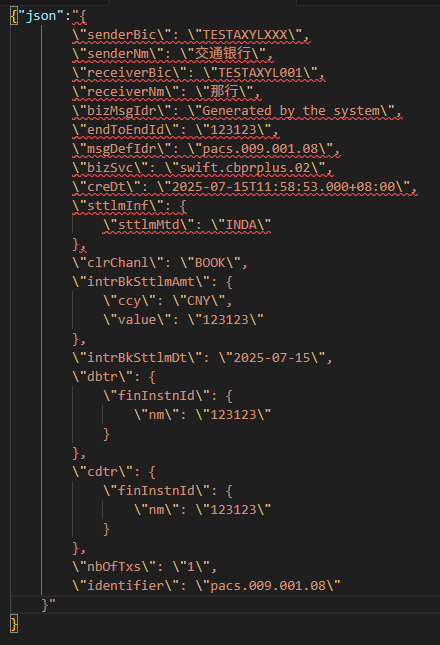 {"json":"{
\"senderBic\": \"TESTAXYLXXX\",
\"senderNm\": \"交通银行\",
\"receiverBic\": \"TESTAXYL001\",
\"receiverNm\": \"那行\",
\"bizMsgIdr\": \"Generated by the system\",
\"endToEndId\": \"123123\",
\"msgDefIdr\": \"pacs.009.001.08\",
\"bizSvc\": \"swift.cbprplus.02\",
\"creDt\": \"2025-07-15T11:58:53.000+08:00\",
\"sttlmInf\": {
\"sttlmMtd\": \"INDA\"
},
\"clrChanl\": \"BOOK\",
\"intrBkSttlmAmt\": {
\"ccy\": \"CNY\",
\"value\": \"123123\"
},
\"intrBkSttlmDt\": \"2025-07-15\",
\"dbtr\": {
\"finInstnId\": {
\"nm\": \"123123\"
}
},
\"cdtr\": {
\"finInstnId\": {
\"nm\": \"123123\"
}
},
\"nbOfTxs\": \"1\",
\"identifier\": \"pacs.009.001.08\"
}"
}